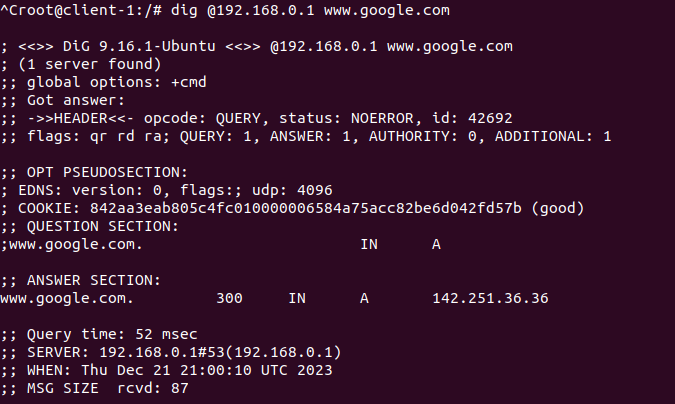 ^Croot@client-1:/# dig @192.168.0.1 www.google.com
; <<>> DiG 9.16.1-Ubuntu <<>> @192.168.0.1 www.google.com
; (1 server found)
;; global options: +cmd
;; Got answer:
;; ->>HEADER<<- opcode: QUERY, status: NOERROR, id: 42692
;; flags: qr rd ra; QUERY: 1, ANSWER: 1, AUTHORITY: 0, ADDITIONAL: 1
;; OPT PSEUDOSECTION:
; EDNS: version: 0, flags:; udp: 4096
; COOKIE: 842aa3eab805c4fc010000006584a75acc82be6d042fd57b (good)
;; QUESTION SECTION:
;www.google.com. IN A
;; ANSWER SECTION:
www.google.com. 300 IN A 142.251.36.36
;; Query time: 52 msec
;; SERVER: 192.168.0.1#53(192.168.0.1)
;; WHEN: Thu Dec 21 21:00:10 UTC 2023
;; MSG SIZE rcvd: 87